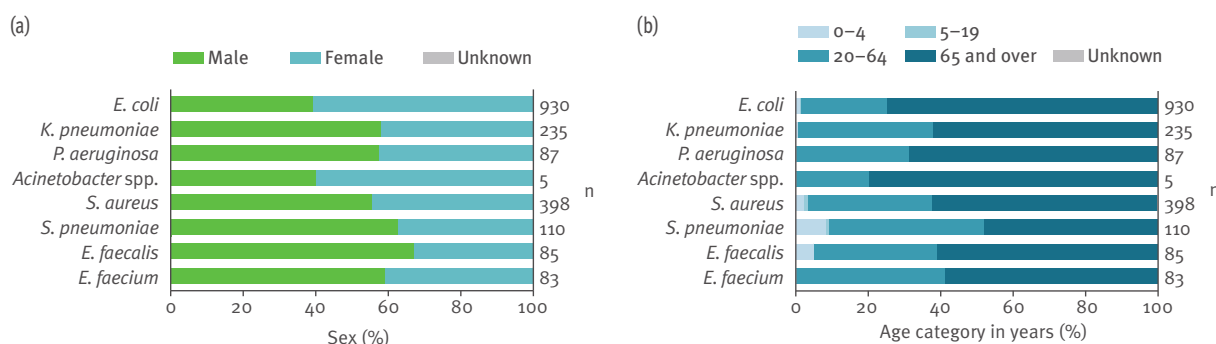 (a)
Male Female Unknown
E. coli 930
K. pneumoniae 235
P. aeruginosa 87
Acinetobacter spp. 5
n
S. aureus 398
S. pneumoniae 110
E. faecalis 85
E. faecium 83
0 20 40 60 80 100
Sex (%)
(b)
0–4 5–19
20–64 65 and over Unknown
E. coli 930
K. pneumoniae 235
P. aeruginosa 87
Acinetobacter spp. 5
n
S. aureus 398
S. pneumoniae 110
E. faecalis 85
E. faecium 83
0 20 40 60 80 100
Age category in years (%)